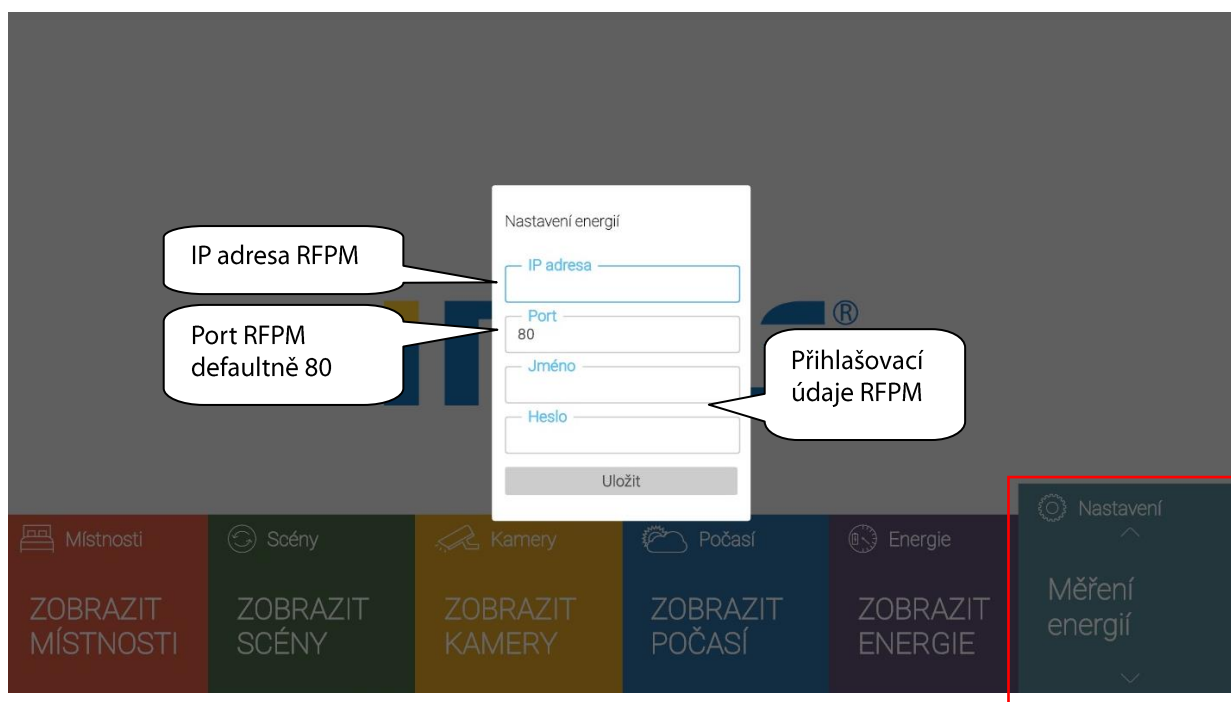 Nastavení energií
IP adresa RFPM
IP adresa
Port RFPM
defaultně 80
Port
80
®
Jméno
Přihlašovací
údaje RFPM
Heslo
Uložit
Místnosti
ZOBRAZIT
MÍSTNOSTI
Scény
ZOBRAZIT
SCÉNY
Kamery
ZOBRAZIT
KAMERY
Počasí
ZOBRAZIT
POČASÍ
Energie
ZOBRAZIT
ENERGIE
Nastavení
Měření
energií